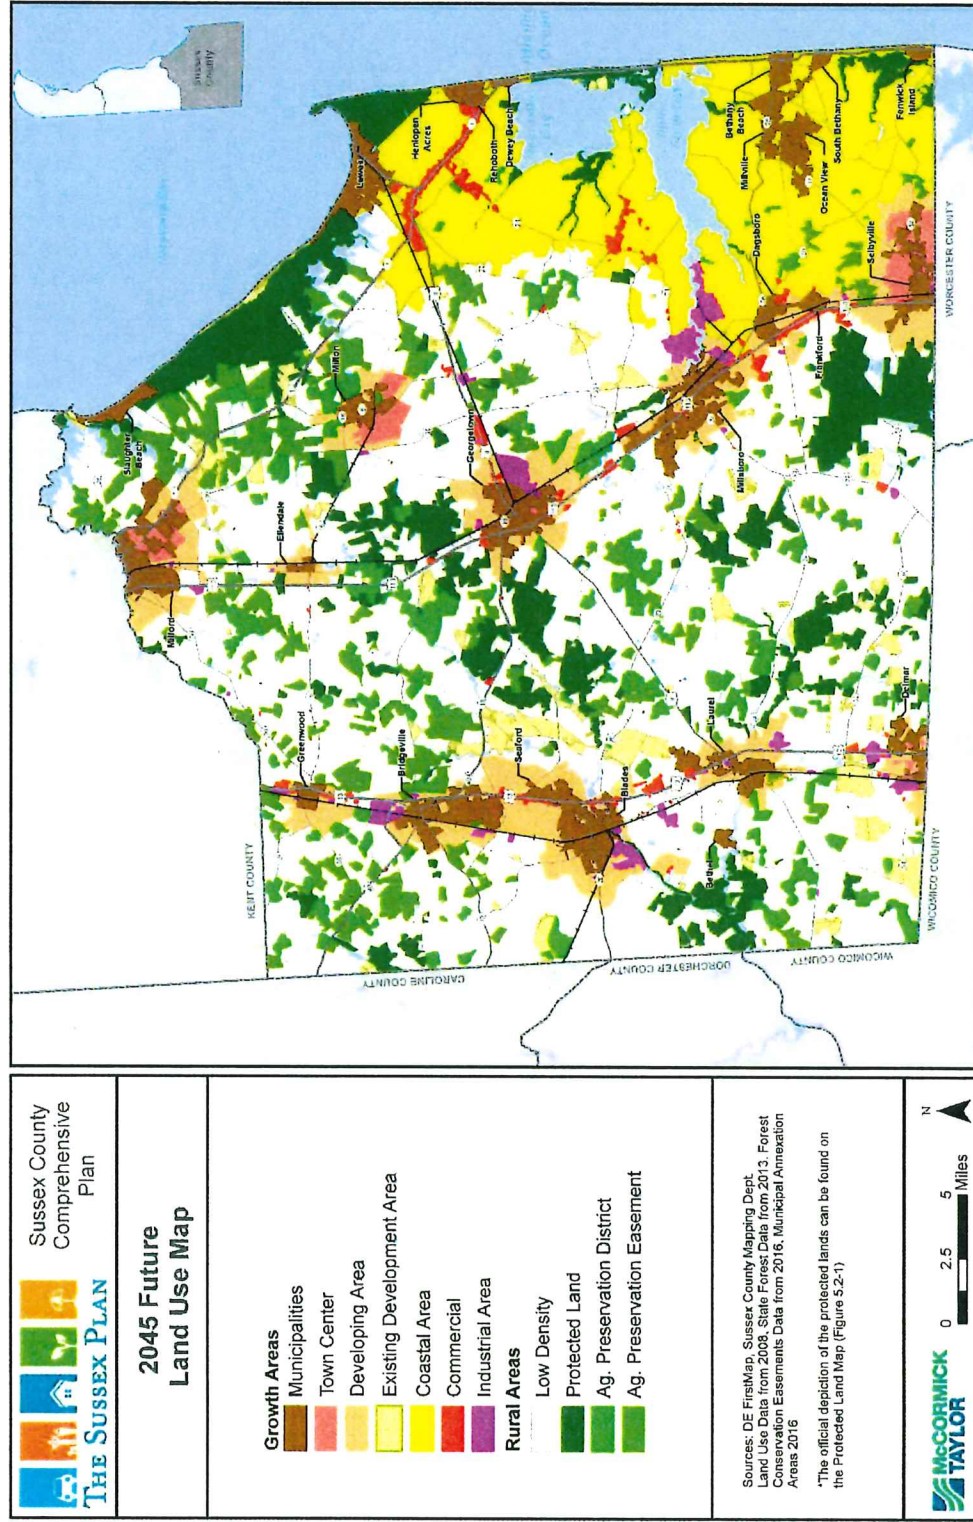 THE SUSSEX PLAN
Sussex County
Comprehensive
Plan
2045 Future
Land Use Map
Growth Areas
Municipalities
Town Center
Developing Area
Existing Development Area
Coastal Area
Commercial
Industrial Area
Rural Areas
Low Density
Protected Land
Ag. Preservation District
Ag. Preservation Easement
Sources: DE FirstMap, Sussex County Mapping Dept.
Land Use Data from 2008. State Forest Data from 2013. Forest
Conservation Easements Data from 2016. Municipal Annexation
Areas 2016
*The official depiction of the protected lands can be found on
the Protected Land Map (Figure 5.2-1)
McCORMICK
TAYLOR
0 2.5 5
Miles
N
Sussex
County
KENT COUNTY
CAROLINE COUNTY
DORCHESTER COUNTY
WICOMICO COUNTY
WICOMICO COUNTY
WORCESTER COUNTY
Slaughter
Beach
Milford
Milton
Ellendale
Lewes
Henlopen
Acres
Rehoboth
Dewey Beach
Greenwood
Bridgeville
Georgetown
Seaford
Blades
Bethel
Laurel
Delmar
Millsboro
Dagsboro
Frankford
Selbyville
Millville
Bethany
Beach
Ocean View
South Bethany
Fenwick
Island